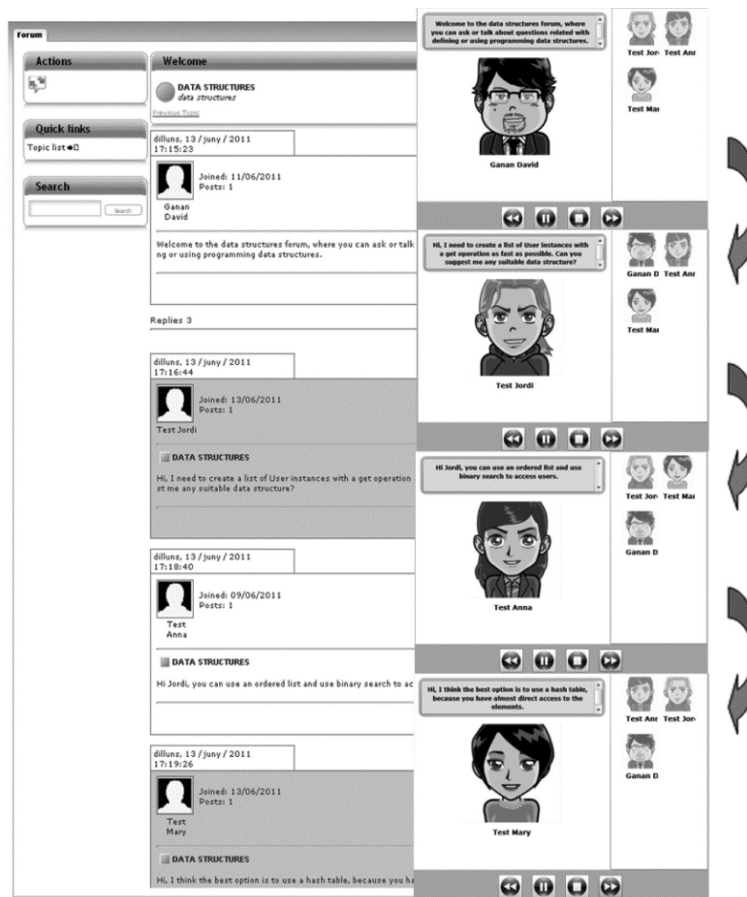 Forum
Actions
Quick links
Topic list
Search
Search
Welcome
DATA STRUCTURES
data structures
Previous Topic
dilluns, 13 / juny / 2011
17:15:23
Joined: 11/06/2011
Posts: 1
Ganan
David
Welcome to the data structures forum, where you can ask or talk
ng or using programming data structures.
Replies 3
dilluns, 13 / juny / 2011
17:16:44
Joined: 13/06/2011
Posts: 1
Test Jordi
DATA STRUCTURES
Hi, I need to create a list of User instances with a get operation
st me any suitable data structure?
dilluns, 13 / juny / 2011
17:18:40
Joined: 09/06/2011
Posts: 1
Test
Anna
DATA STRUCTURES
Hi Jordi, you can use an ordered list and use binary search to ac
dilluns, 13 / juny / 2011
17:19:26
Joined: 13/06/2011
Posts: 1
Test
Mary
DATA STRUCTURES
Hi, I think the best option is to use a hash table, because you ha
Welcome to the data structures forum, where
you can ask or talk about questions related with
defining or using programming data structures.
Ganan David
Test Jor Test Anr
Test Mar
Hi, I need to create a list of User instances with
a get operation as fast as possible. Can you
suggest me any suitable data structure?
Test Jordi
Ganan D Test Anr
Test Mar
Hi Jordi, you can use an ordered list and use
binary search to access users.
Test Anna
Test Jor Test Mar
Ganan D
Hi, I think the best option is to use a hash table,
because you have almost direct access to the
elements.
Test Mary
Test Anr Test Jor
Ganan D